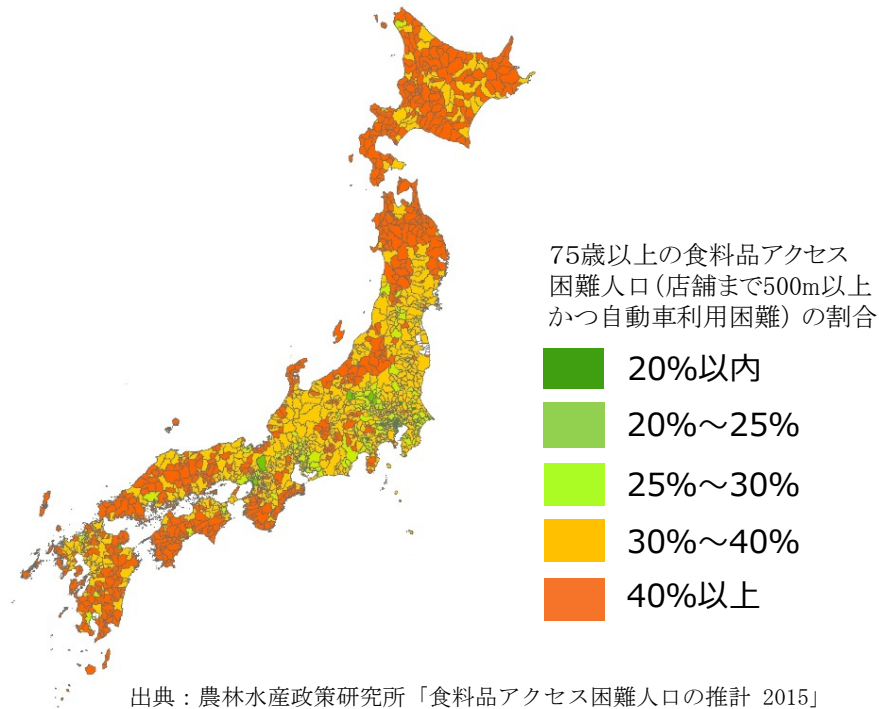 75歳以上の食料品アクセス
困難人口(店舗まで500m以上
かつ自動車利用困難)の割合
20%以内
20%～25%
25%～30%
30%～40%
40%以上
出典：農林水産政策研究所「食料品アクセス困難人口の推計 2015」